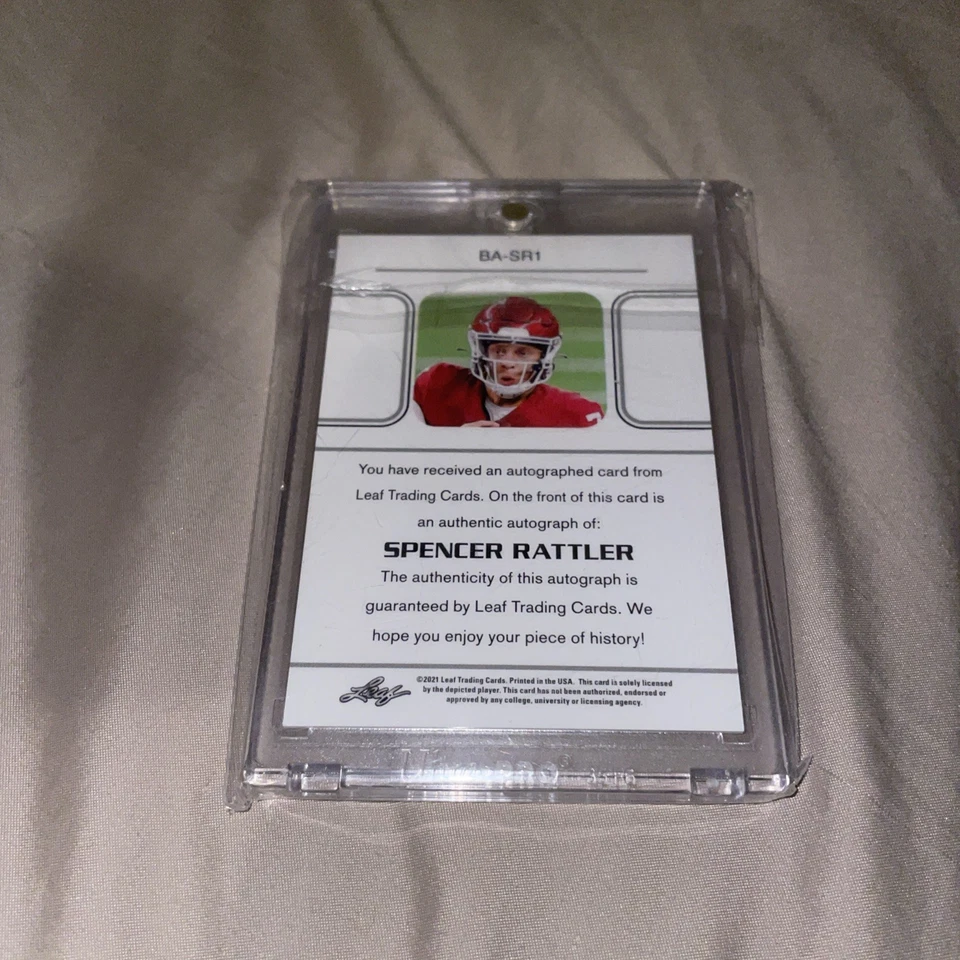 BA-SR1
You have received an autographed card from
Leaf Trading Cards. On the front of this card is
an authentic autograph of:
SPENCER RATTLER
The authenticity of this autograph is
guaranteed by Leaf Trading Cards. We
hope you enjoy your piece of history!
Leaf
©2021 Leaf Trading Cards. Printed in the USA. This card is solely licensed
by the depicted player. This card has not been authorized, endorsed or
approved by any college, university or licensing agency.